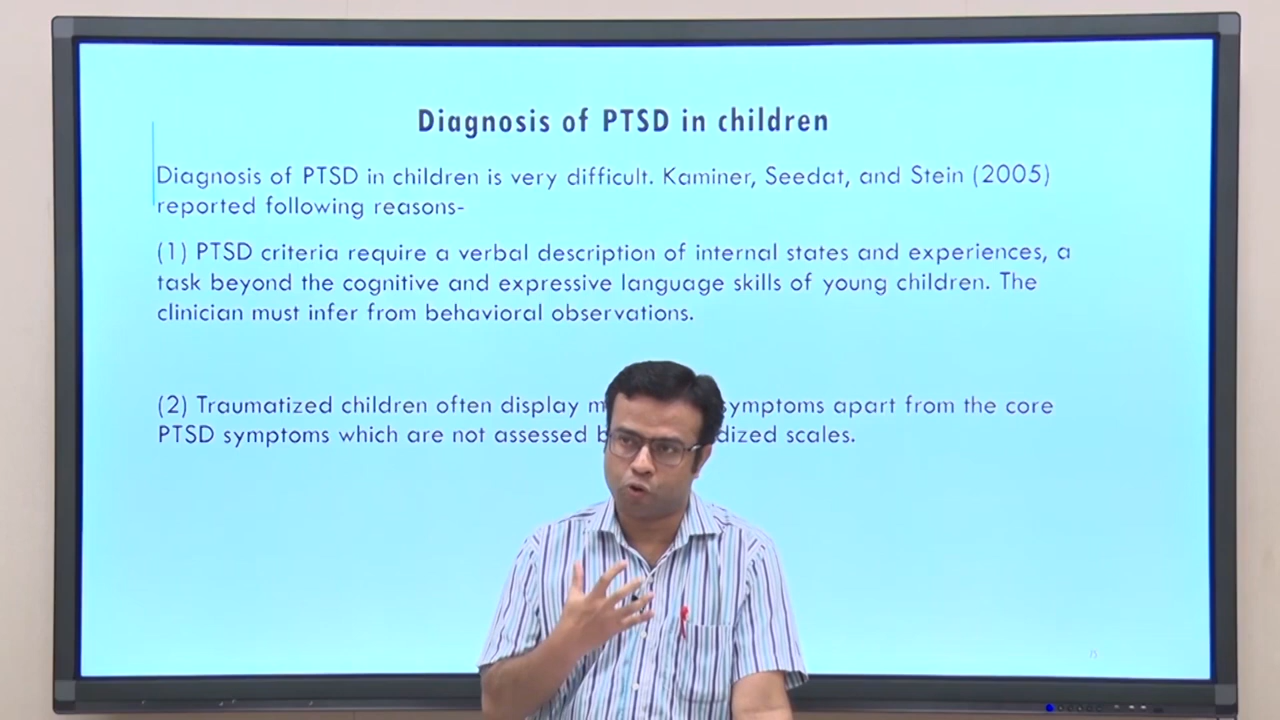 Diagnosis of PTSD in children
Diagnosis of PTSD in children is very difficult. Kaminer, Seedat, and Stein (2005)
reported following reasons-
(1) PTSD criteria require a verbal description of internal states and experiences, a
task beyond the cognitive and expressive language skills of young children. The
clinician must infer from behavioral observations.
(2) Traumatized children often display symptoms apart from the core
PTSD symptoms which are not assessed scales.